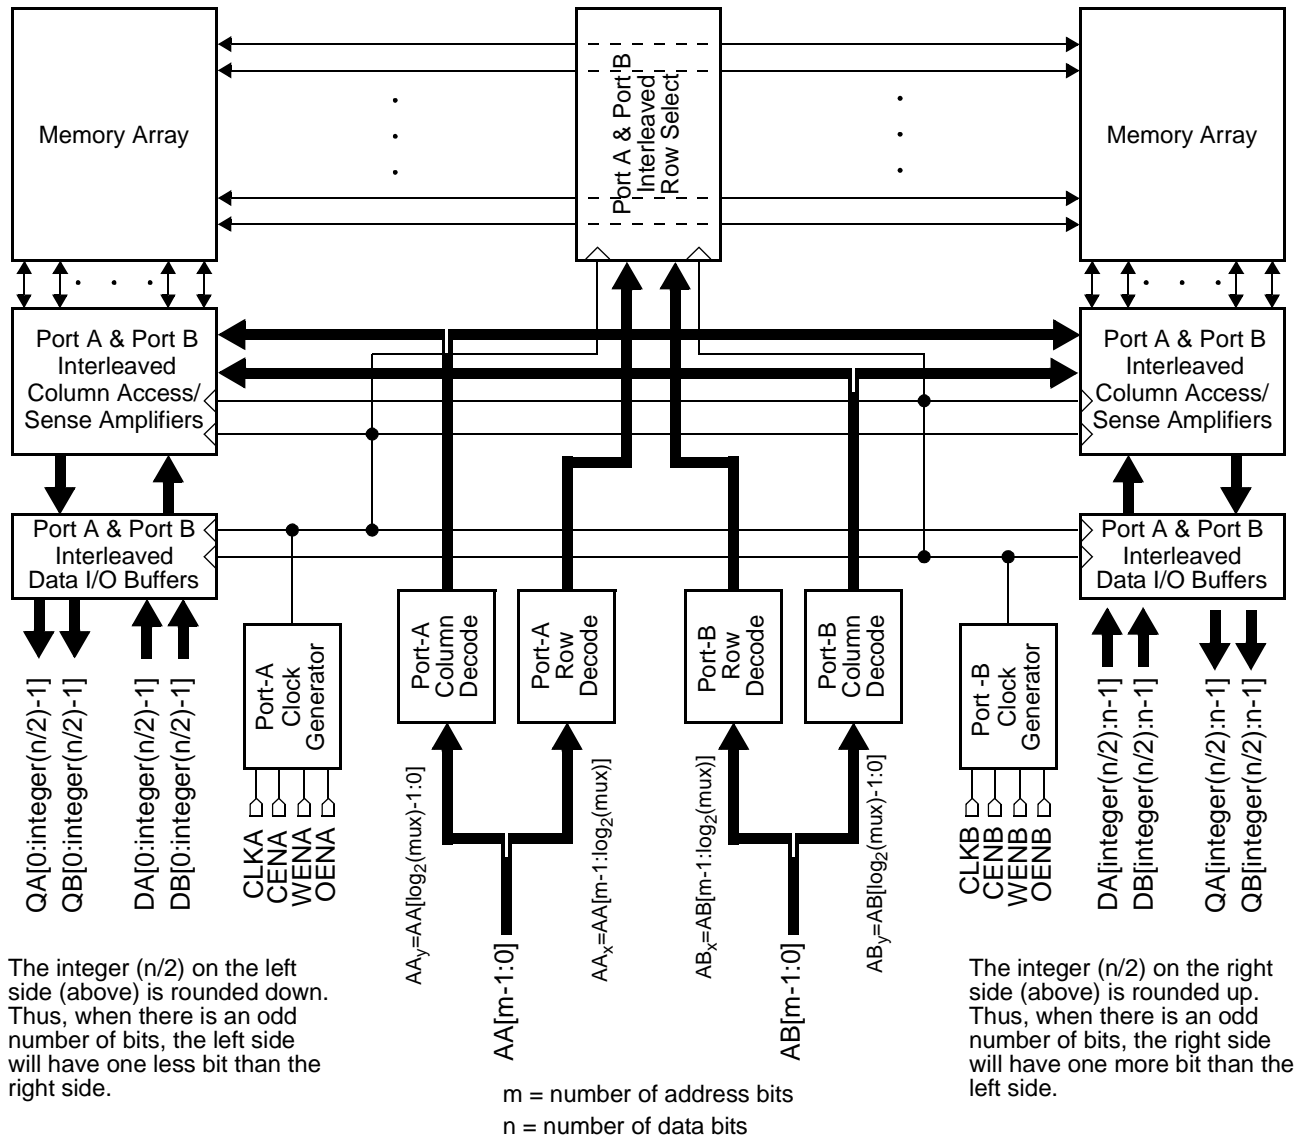 Memory Array
Port A & Port B
Interleaved
Row Select
Memory Array
Port A & Port B
Interleaved
Column Access/
Sense Amplifiers
Port A & Port B
Interleaved
Column Access/
Sense Amplifiers
Port A & Port B
Interleaved
Data I/O Buffers
Port A & Port B
Interleaved
Data I/O Buffers
Port-A
Clock
Generator
Port-A
Column
Decode
Port-A
Row
Decode
Port-B
Row
Decode
Port-B
Column
Decode
Port -B
Clock
Generator
QA[0:integer(n/2)-1]
QB[0:integer(n/2)-1]
DA[0:integer(n/2)-1]
DB[0:integer(n/2)-1]
CLKA
CENA
WENA
OENA
AAy=AA[log2(mux)-1:0]
AA[m-1:0]
AAx=AA[m-1:log2(mux)]
ABx=AB[m-1:log2(mux)]
AB[m-1:0]
ABy=AB[log2(mux)-1:0]
CLKB
CENB
WENB
OENB
DA[integer(n/2):n-1]
DB[integer(n/2):n-1]
QA[integer(n/2):n-1]
QB[integer(n/2):n-1]
The integer (n/2) on the left
side (above) is rounded down.
Thus, when there is an odd
number of bits, the left side
will have one less bit than the
right side.
The integer (n/2) on the right
side (above) is rounded up.
Thus, when there is an odd
number of bits, the right side
will have one more bit than the
left side.
m = number of address bits
n = number of data bits